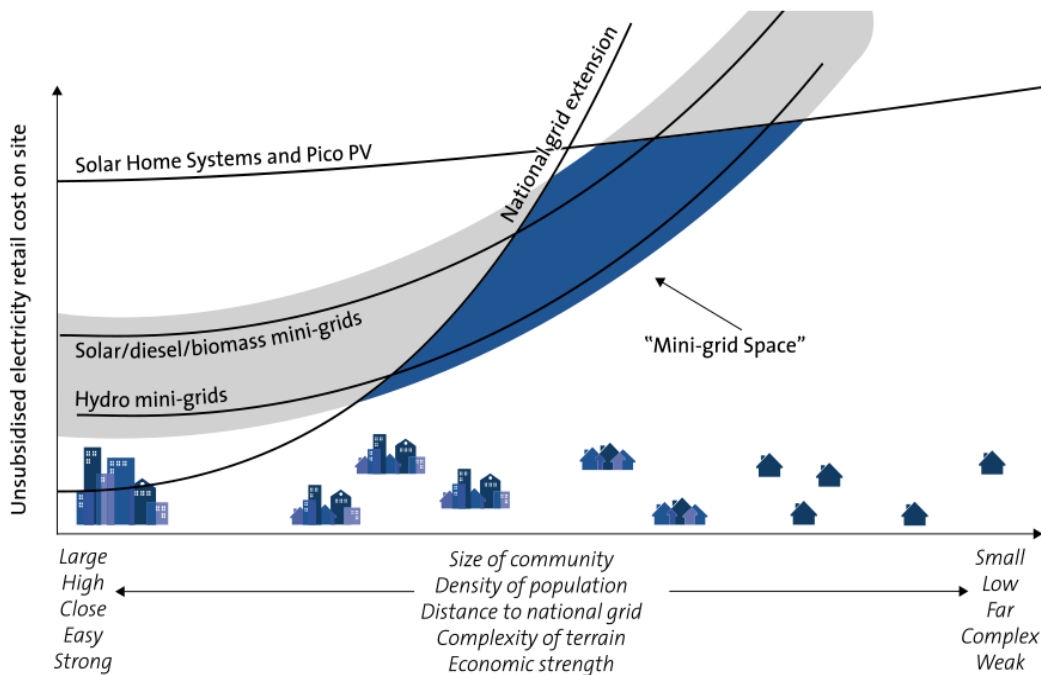 National grid extension
Unsubsidised electricity retail cost on site
Solar Home Systems and Pico PV
Solar/diesel/biomass mini-grids
Hydro mini-grids
“Mini-grid Space”
Large
High
Close
Easy
Strong
Size of community
Density of population
Distance to national grid
Complexity of terrain
Economic strength
Small
Low
Far
Complex
Weak